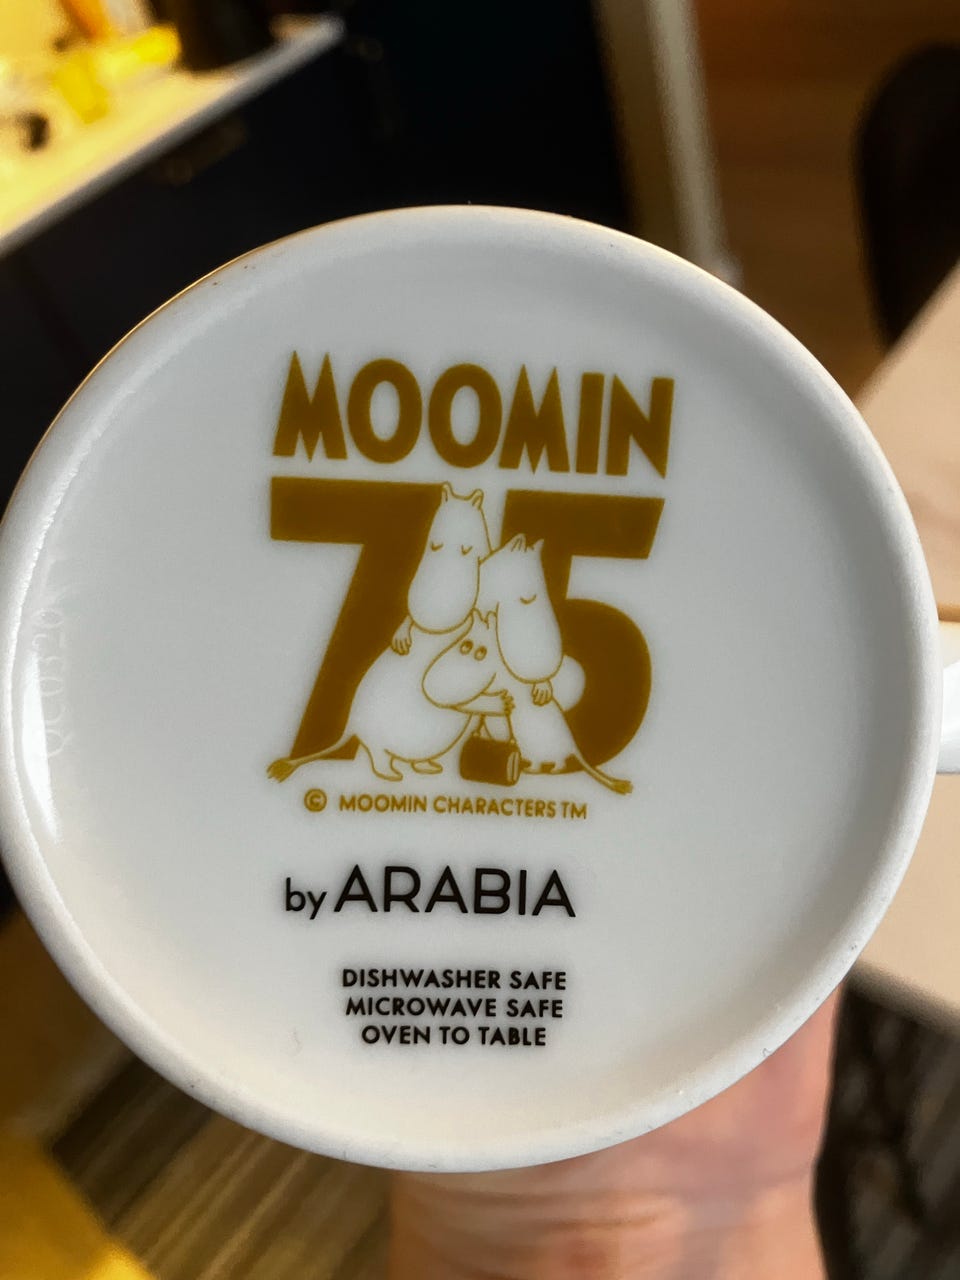 MOOMIN
75
© MOOMIN CHARACTERS TM
by ARABIA
DISHWASHER SAFE
MICROWAVE SAFE
OVEN TO TABLE